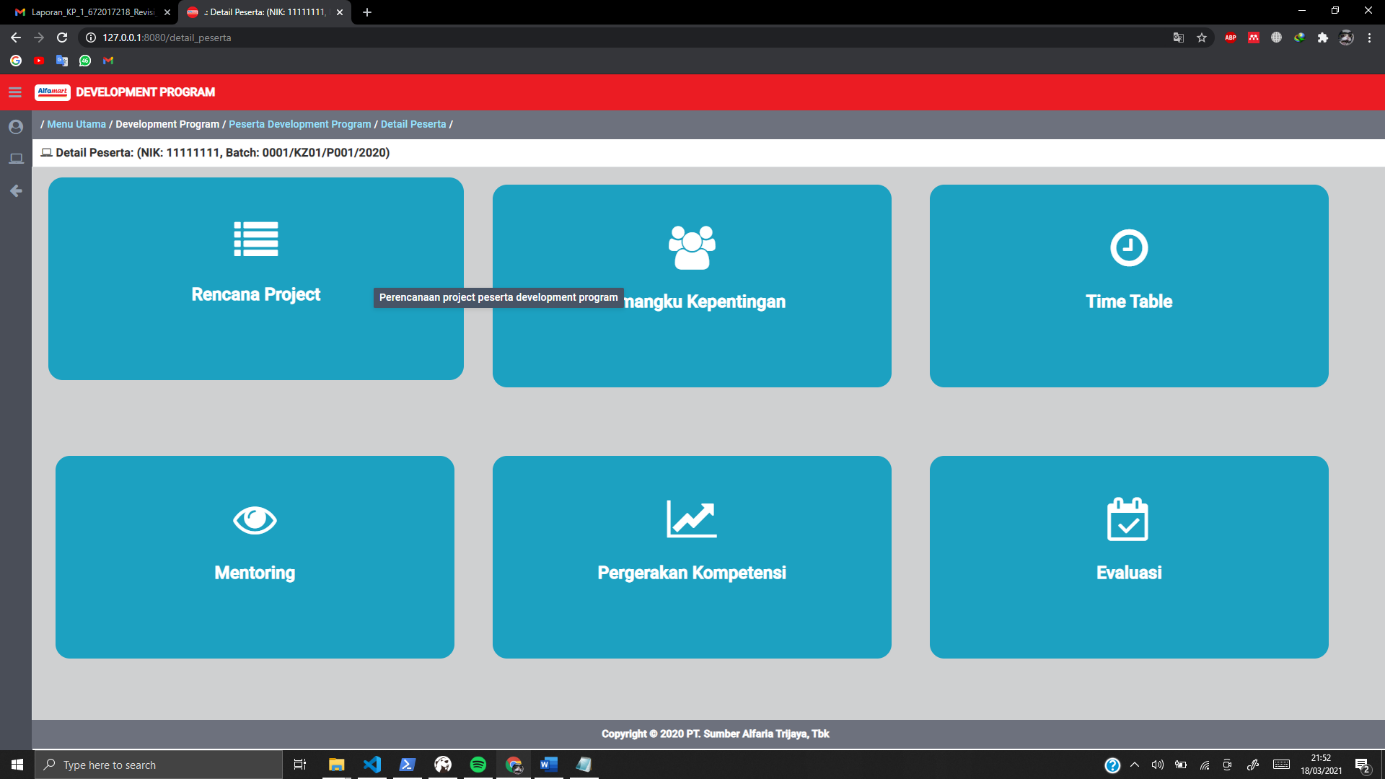 Laporan_KP_1_672017218_Revis
.: Detail Peserta: (NIK: 11111111,
127.0.0.1:8080/detail_peserta
ABP
Alfamart DEVELOPMENT PROGRAM
/ Menu Utama / Development Program / Peserta Development Program / Detail Peserta /
Detail Peserta: (NIK: 11111111, Batch: 0001/KZ01/P001/2020)
Rencana Project
Perencanaan project peserta development program
mangku Kepentingan
Time Table
Mentoring
Pergerakan Kompetensi
Evaluasi
Copyright © 2020 PT. Sumber Alfaria Trijaya, Tbk
Type here to search
21:52
18/03/2021
2